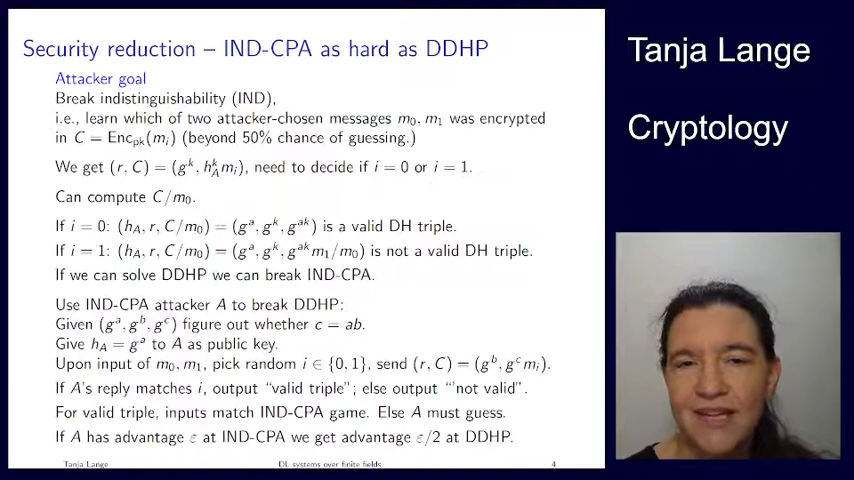 Security reduction – IND-CPA as hard as DDHP
Attacker goal
Break indistinguishability (IND),
i.e., learn which of two attacker-chosen messages m₀, m₁ was encrypted
in C = Enc_pk(mᵢ) (beyond 50% chance of guessing.)
We get (r, C) = (g^k, h_A^k mᵢ), need to decide if i = 0 or i = 1.
Can compute C/m₀.
If i = 0: (h_A, r, C/m₀) = (g^a, g^k, g^ak) is a valid DH triple.
If i = 1: (h_A, r, C/m₀) = (g^a, g^k, g^ak m₁/m₀) is not a valid DH triple.
If we can solve DDHP we can break IND-CPA.
Use IND-CPA attacker A to break DDHP:
Given (g^a, g^b, g^c) figure out whether c = ab.
Give h_A = g^a to A as public key.
Upon input of m₀, m₁, pick random i ∈ {0, 1}, send (r, C) = (g^b, g^c mᵢ).
If A's reply matches i, output "valid triple"; else output "'not valid".
For valid triple, inputs match IND-CPA game. Else A must guess.
If A has advantage ε at IND-CPA we get advantage ε/2 at DDHP.
Tanja Lange
DL systems over finite fields
4
Tanja Lange
Cryptology